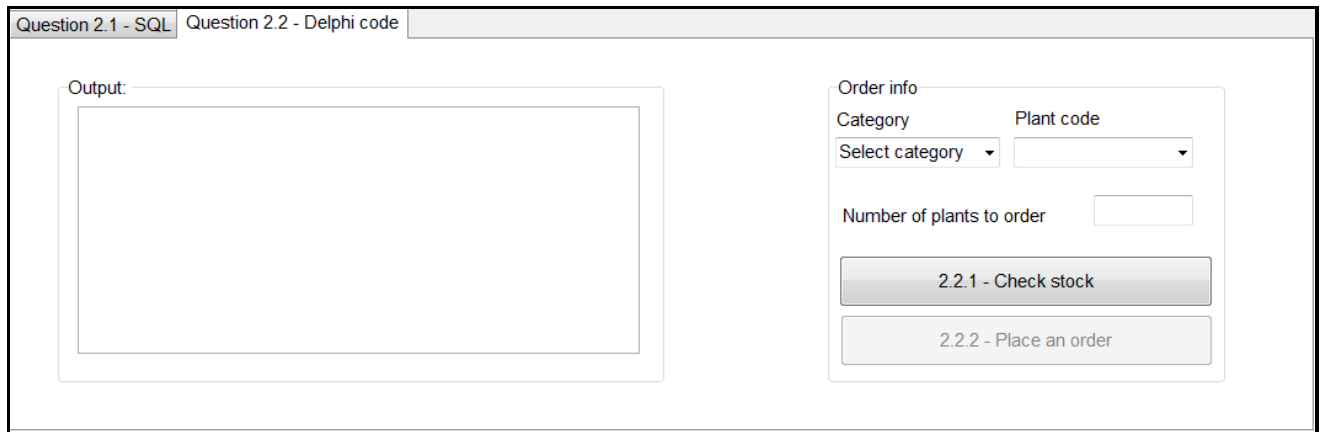 Question 2.1 - SQL
Question 2.2 - Delphi code
Output:
Order info
Category
Plant code
Select category
Number of plants to order
2.2.1 - Check stock
2.2.2 - Place an order